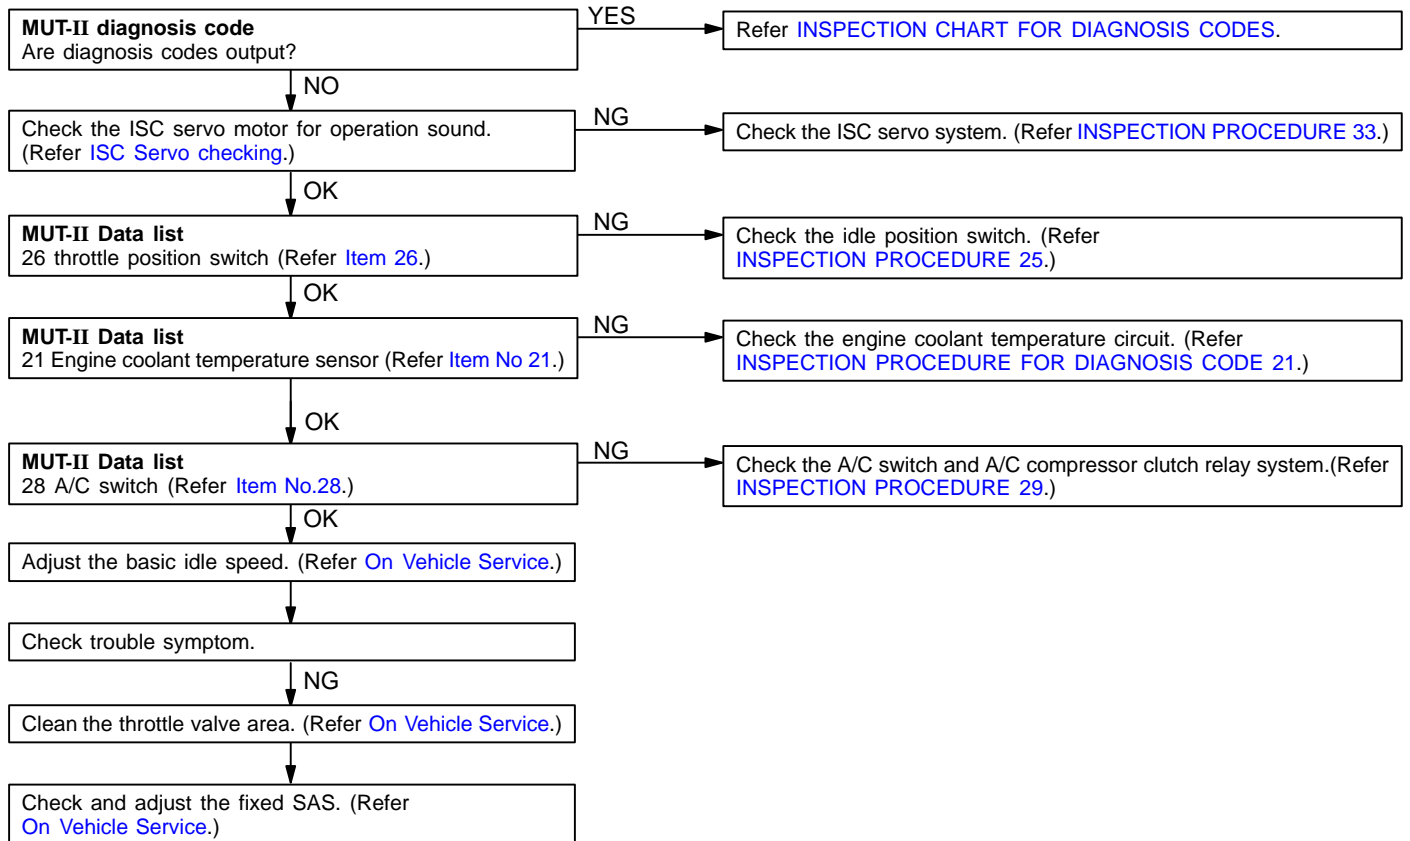 MUT-II diagnosis code
Are diagnosis codes output?
YES
Refer INSPECTION CHART FOR DIAGNOSIS CODES.
NO
Check the ISC servo motor for operation sound.
(Refer ISC Servo checking.)
NG
Check the ISC servo system. (Refer INSPECTION PROCEDURE 33.)
OK
MUT-II Data list
26 throttle position switch (Refer Item 26.)
NG
Check the idle position switch. (Refer
INSPECTION PROCEDURE 25.)
OK
MUT-II Data list
21 Engine coolant temperature sensor (Refer Item No 21.)
NG
Check the engine coolant temperature circuit. (Refer
INSPECTION PROCEDURE FOR DIAGNOSIS CODE 21.)
OK
MUT-II Data list
28 A/C switch (Refer Item No.28.)
NG
Check the A/C switch and A/C compressor clutch relay system.(Refer
INSPECTION PROCEDURE 29.)
OK
Adjust the basic idle speed. (Refer On Vehicle Service.)
Check trouble symptom.
NG
Clean the throttle valve area. (Refer On Vehicle Service.)
Check and adjust the fixed SAS. (Refer
On Vehicle Service.)